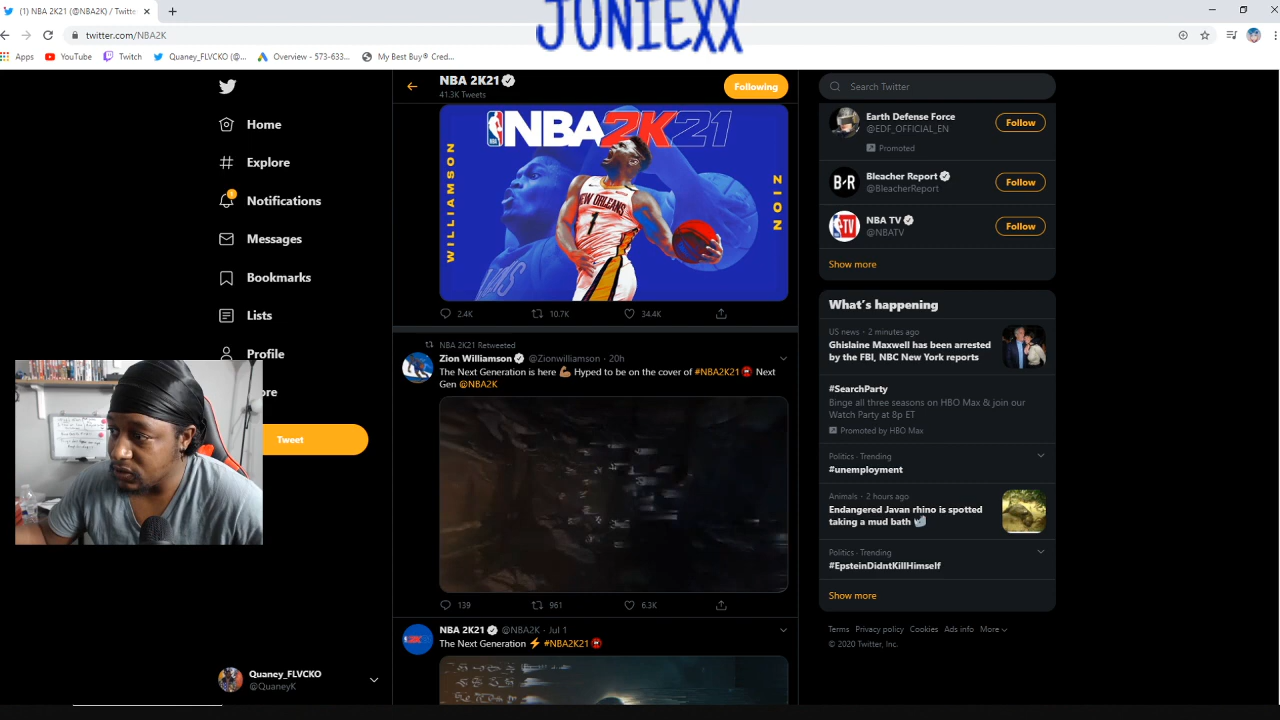 (1) NBA 2K21 (@NBA2K) / Twitte
JONIEXX
twitter.com/NBA2K
Apps
YouTube
Twitch
Quaney_FLVCKO (@...
Overview - 573-633...
My Best Buy® Cred...
Home
Explore
1
Notifications
Messages
Bookmarks
Lists
Profile
ore
Tweet
Quaney_FLVCKO
@QuaneyK
NBA 2K21
41.3K Tweets
Following
NBA 2K21
WILLIAMSON
ZION
NEW ORLEANS
1
2.4K
10.7K
34.4K
NBA 2K21 Retweeted
Zion Williamson @Zionwilliamson · 20h
The Next Generation is here 💪🏾 Hyped to be on the cover of #NBA2K21 Next
Gen @NBA2K
139
961
6.3K
NBA 2K21 @NBA2K · Jul 1
The Next Generation ⚡ #NBA2K21
Search Twitter
Earth Defense Force
@EDF_OFFICIAL_EN
Follow
Promoted
B/R
Bleacher Report
@BleacherReport
Follow
NBA TV
@NBATV
Follow
Show more
What's happening
US news · 2 minutes ago
Ghislaine Maxwell has been arrested
by the FBI, NBC New York reports
#SearchParty
Binge all three seasons on HBO Max & join our
Watch Party at 8p ET
Promoted by HBO Max
Politics · Trending
#unemployment
Animals · 2 hours ago
Endangered Javan rhino is spotted
taking a mud bath
Politics · Trending
#EpsteinDidntKillHimself
Show more
Terms Privacy policy Cookies Ads info More
© 2020 Twitter, Inc.